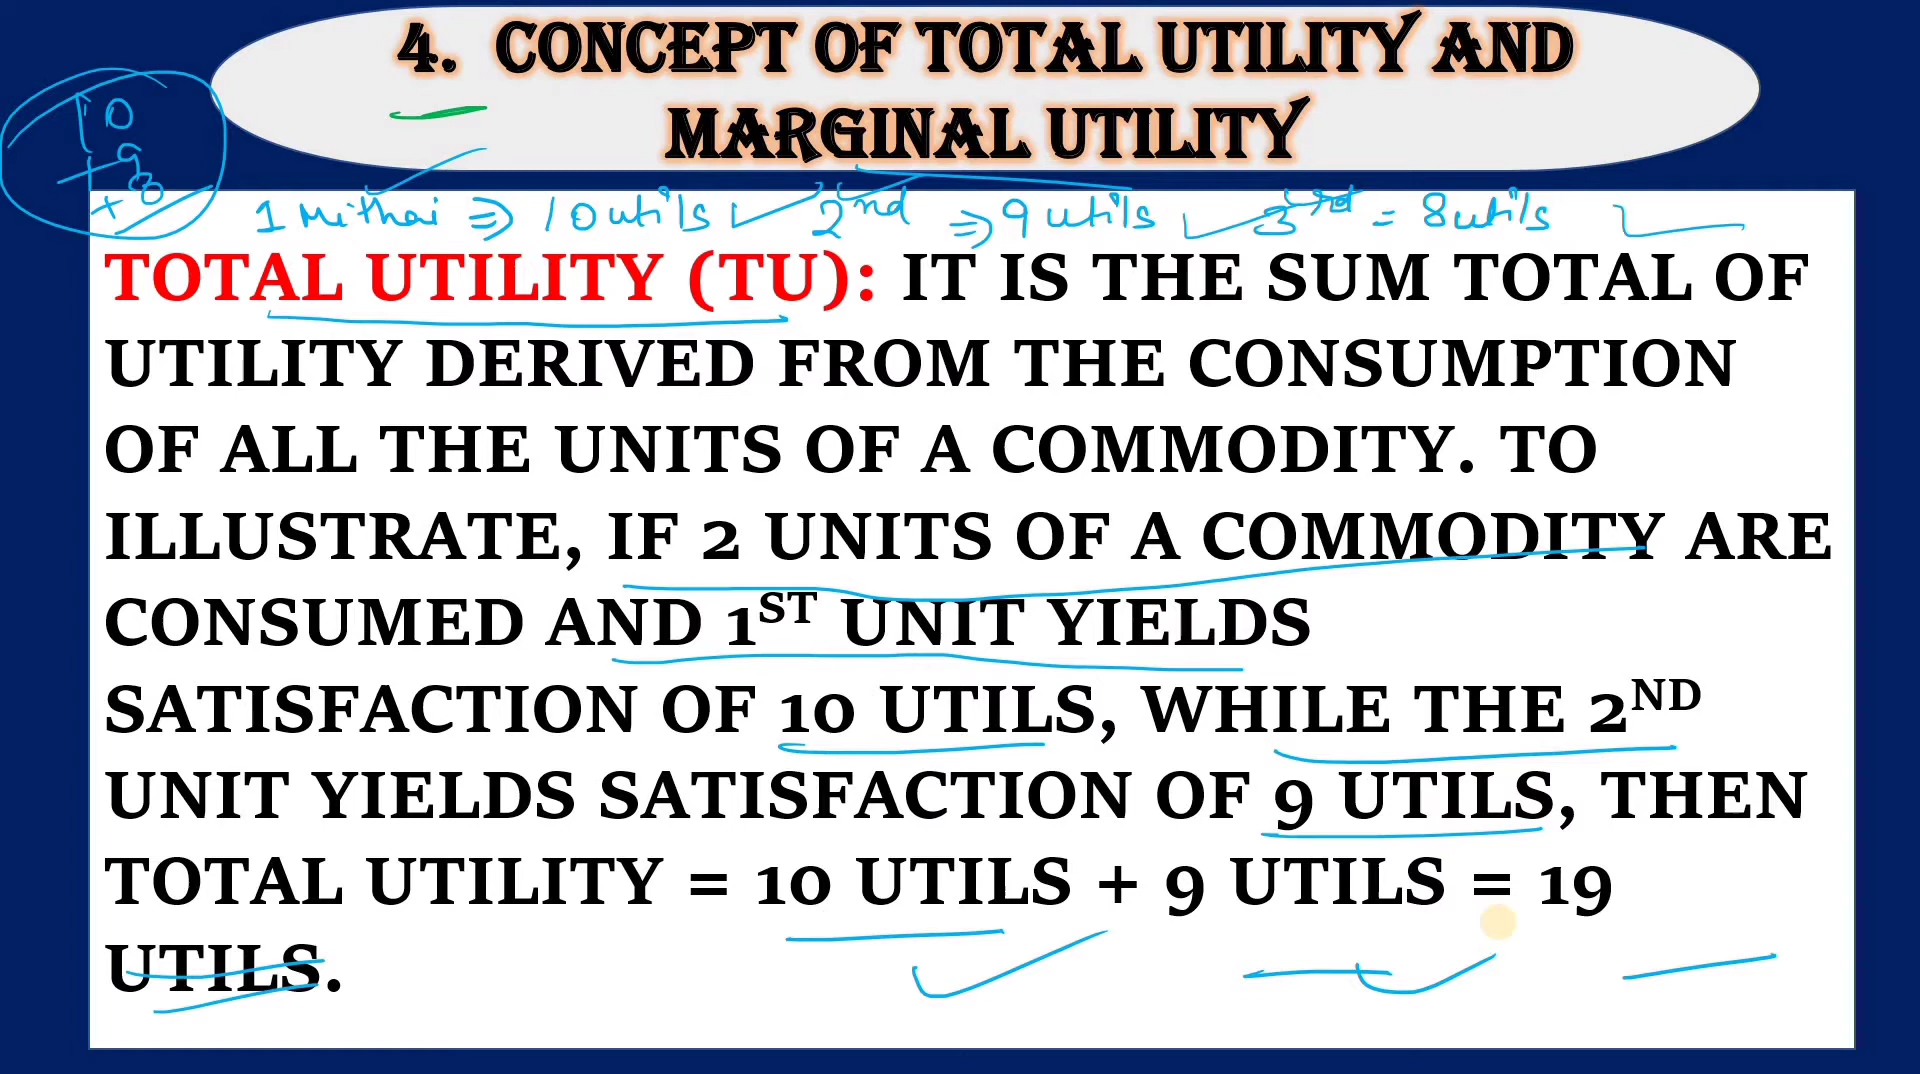 4. CONCEPT OF TOTAL UTILITY AND
MARGINAL UTILITY
10
9
+ 8
1 Mithai ⇒ 10 utils 2nd ⇒ 9 utils 3rd = 8 utils
TOTAL UTILITY (TU): IT IS THE SUM TOTAL OF
UTILITY DERIVED FROM THE CONSUMPTION
OF ALL THE UNITS OF A COMMODITY. TO
ILLUSTRATE, IF 2 UNITS OF A COMMODITY ARE
CONSUMED AND 1ST UNIT YIELDS
SATISFACTION OF 10 UTILS, WHILE THE 2ND
UNIT YIELDS SATISFACTION OF 9 UTILS, THEN
TOTAL UTILITY = 10 UTILS + 9 UTILS = 19
UTILS.